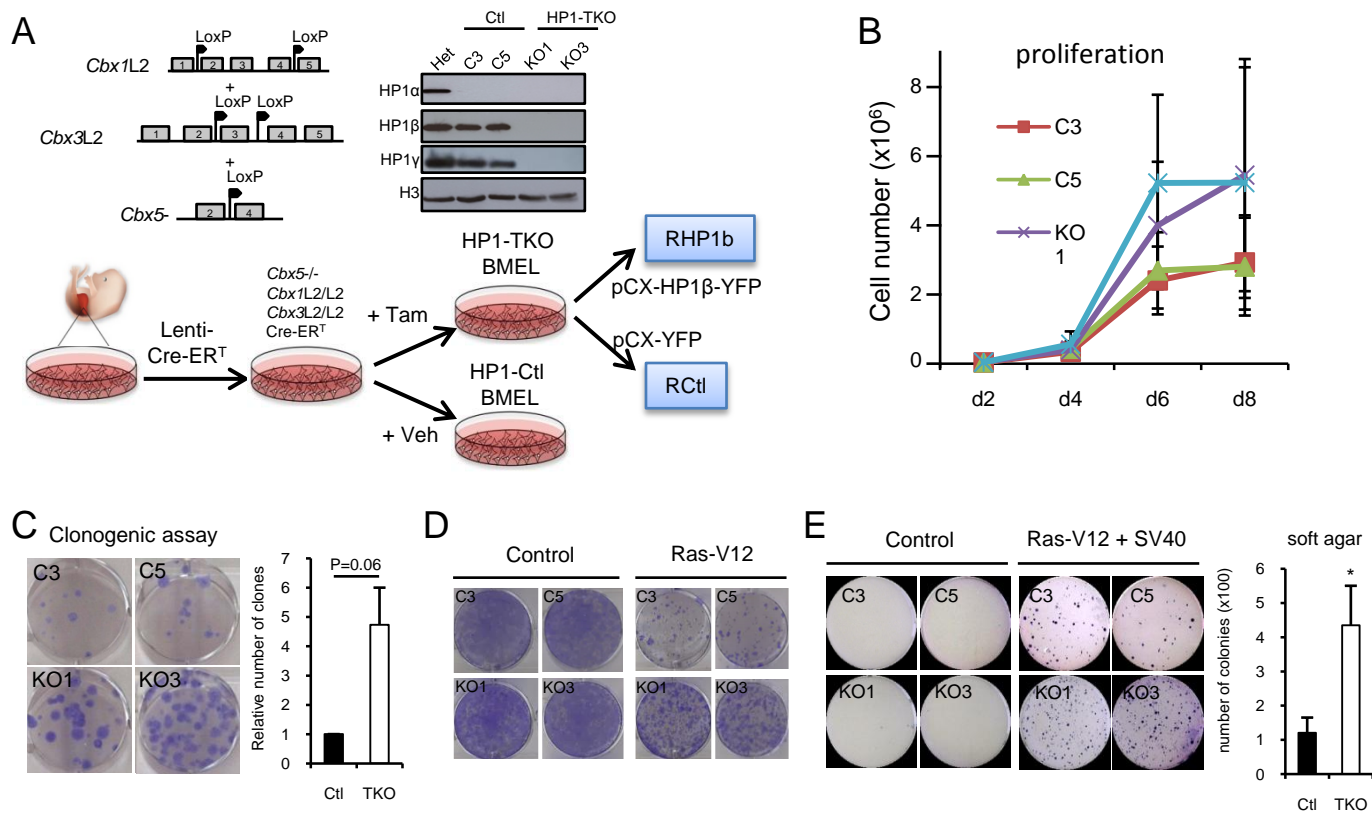 A
LoxP LoxP
Cbx1L2
1 2 3 4 5
+
LoxP LoxP
Cbx3L2
1 2 3 4 5
+
LoxP
Cbx5-
2 4
Ctl HP1-TKO
Het C3 C5 KO1 KO3
HP1α
HP1β
HP1γ
H3
Lenti-
Cre-ERT
Cbx5-/-
Cbx1L2/L2
Cbx3L2/L2
Cre-ERT
+ Tam
+ Veh
HP1-TKO
BMEL
HP1-Ctl
BMEL
RHP1b
pCX-HP1β-YFP
pCX-YFP
RCtl
B
proliferation
Cell number (x10⁶)
8
6
4
2
0
d2 d4 d6 d8
C3
C5
KO
1
C
Clonogenic assay
C3 C5
KO1 KO3
Relative number of clones
7
6
5
4
3
2
1
0
P=0.06
Ctl TKO
D
Control Ras-V12
C3 C5 C3 C5
KO1 KO3 KO1 KO3
E
Control Ras-V12 + SV40
C3 C5 C3 C5
KO1 KO3 KO1 KO3
soft agar
number of colonies (x100)
6
5
4
3
2
1
0
*
Ctl TKO